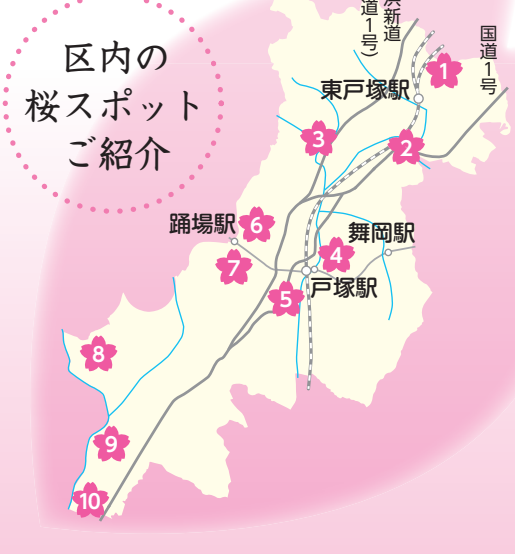 区内の
桜スポット
ご紹介
浜新道
道1号)
国道1号
1
東戸塚駅
3
2
踊場駅
6
舞岡駅
4
7
戸塚駅
5
8
9
10